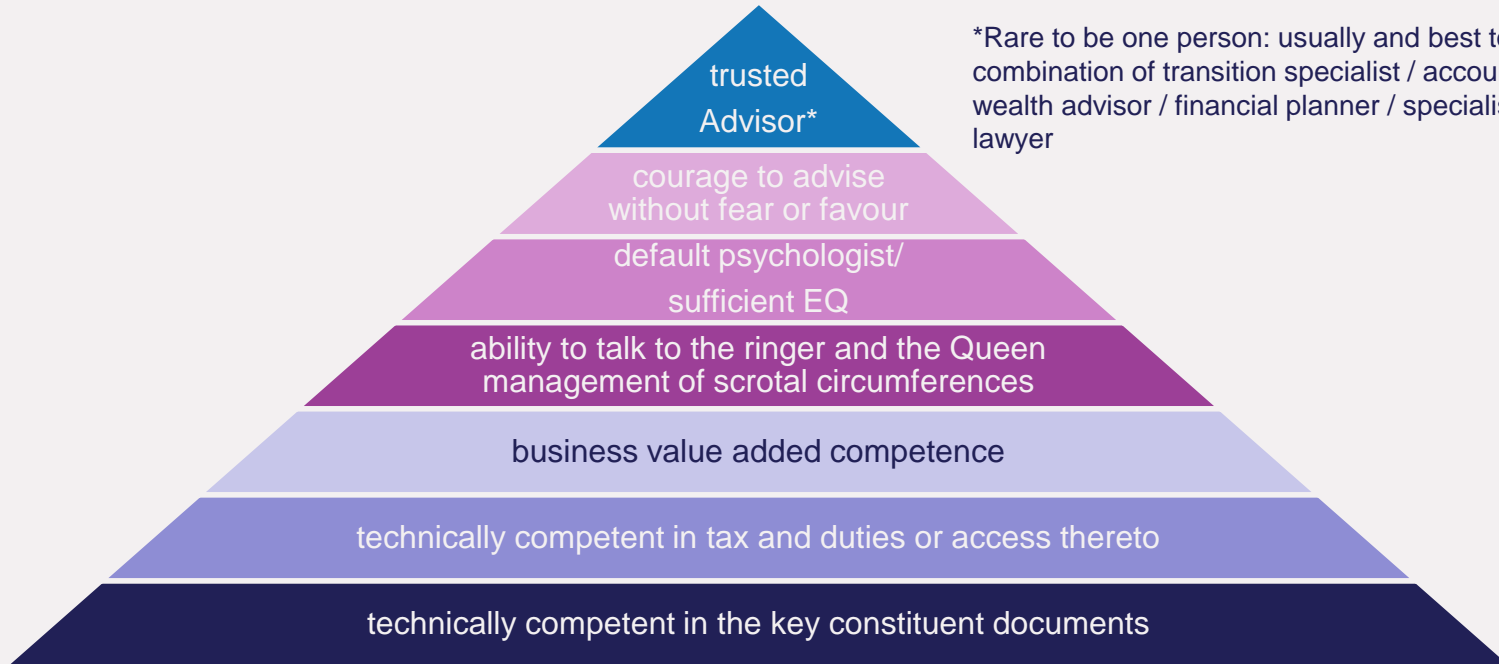 *Rare to be one person: usually and best
combination of transition specialist /
wealth advisor / financial planner /
lawyer
trusted
Advisor*
courage to advise
without fear or favour
default psychologist/
sufficient EQ
ability to talk to the ringer and the Queen
management of scrotal circumferences
business value added competence
technically competent in tax and duties or access thereto
technically competent in the key constituent documents